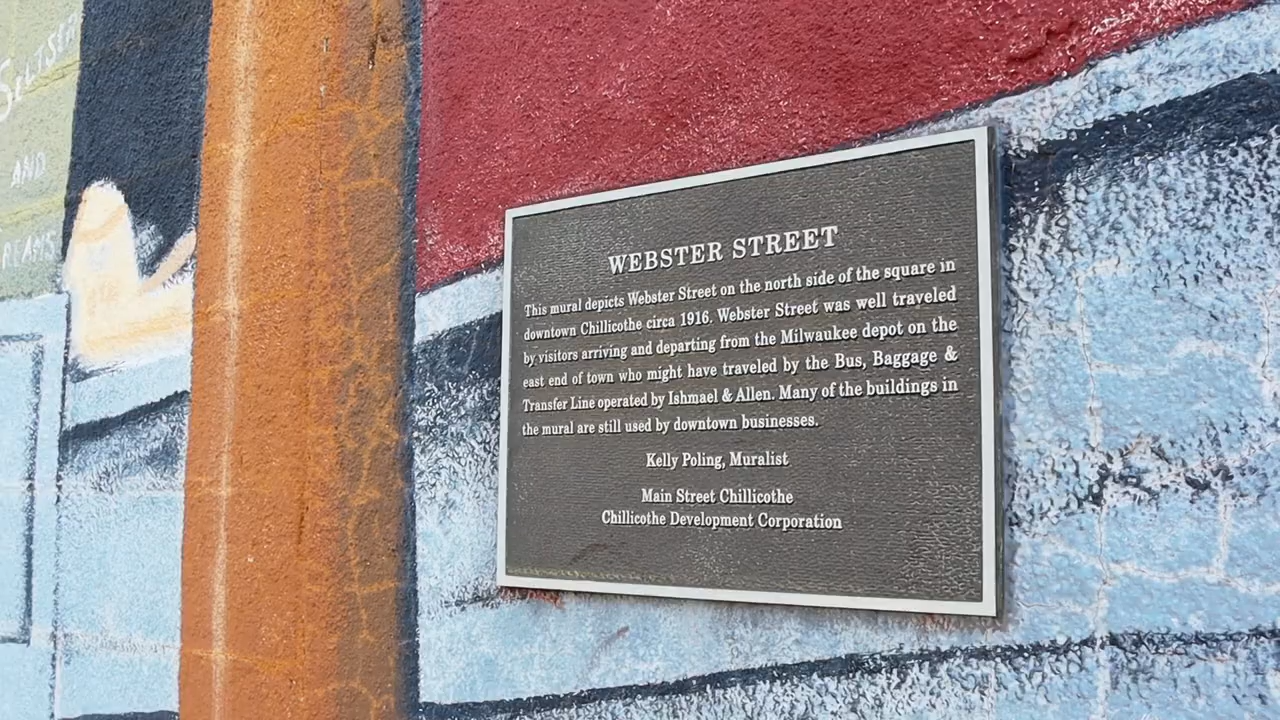 SELTSER
AND
REAMS
WEBSTER STREET
This mural depicts Webster Street on the north side of the square in
downtown Chillicothe circa 1916. Webster Street was well traveled
by visitors arriving and departing from the Milwaukee depot on the
east end of town who might have traveled by the Bus, Baggage &
Transfer Line operated by Ishmael & Allen. Many of the buildings in
the mural are still used by downtown businesses.
Kelly Poling, Muralist
Main Street Chillicothe
Chillicothe Development Corporation